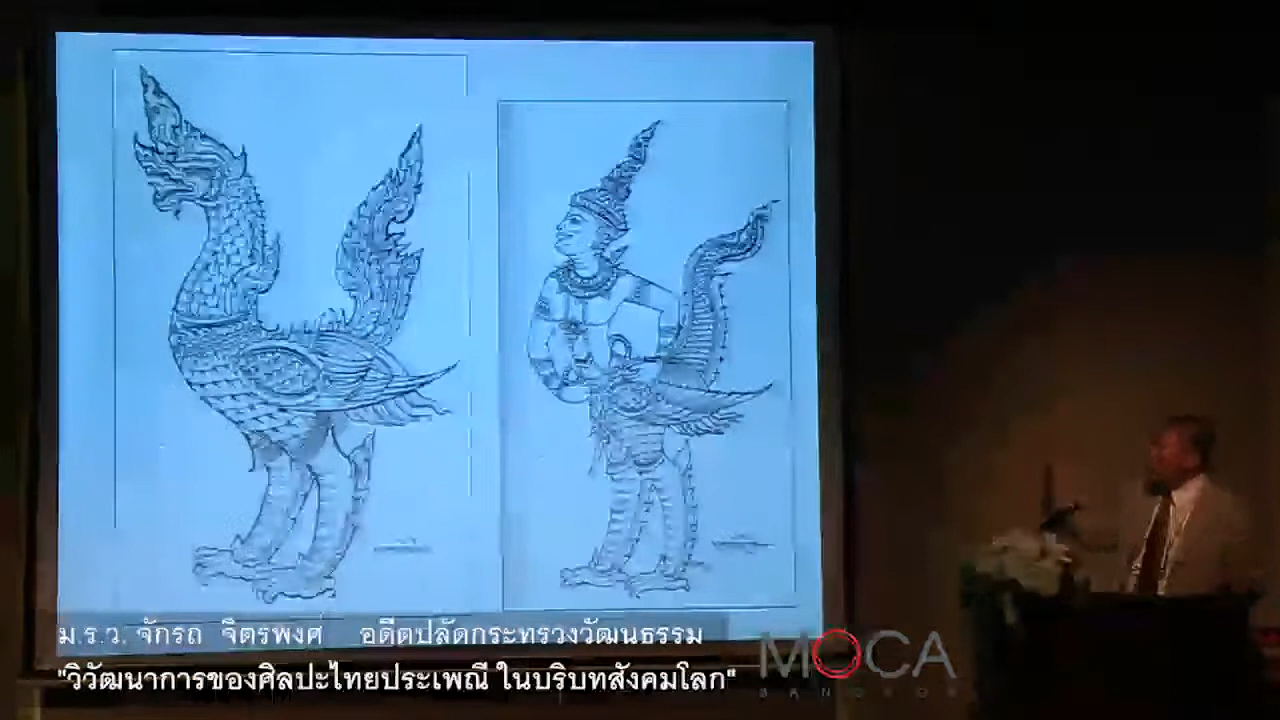 ม.ร.ว. จักรถ จิตรพงศ์ อดีตปลัดกระทรวงวัฒนธรรม
"วิวัฒนาการของศิลปะไทยประเพณี ในบริบทสังคมโลก"
MOCA
BANGKOK